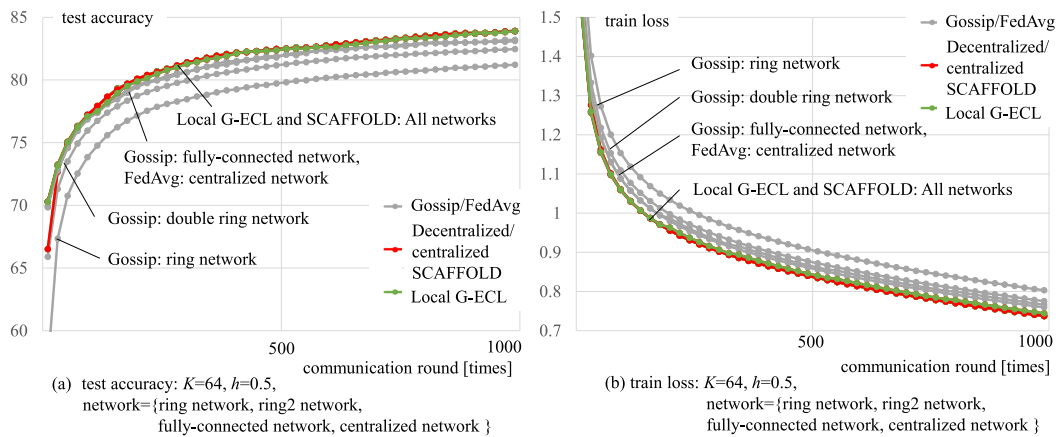 test accuracy
85
80
75
70
65
60
500
1000
communication round [times]
Local G-ECL and SCAFFOLD: All networks
Gossip: fully-connected network,
FedAvg: centralized network
Gossip: double ring network
Gossip: ring network
Gossip/FedAvg
Decentralized/
centralized
SCAFFOLD
Local G-ECL
(a) test accuracy: K=64, h=0.5,
network={ring network, ring2 network,
fully-connected network, centralized network }
train loss
1.5
1.4
1.3
1.2
1.1
1
0.9
0.8
0.7
500
1000
communication round [times]
Gossip: ring network
Gossip: double ring network
Gossip: fully-connected network,
FedAvg: centralized network
Local G-ECL and SCAFFOLD: All networks
Gossip/FedAvg
Decentralized/
centralized
SCAFFOLD
Local G-ECL
(b) train loss: K=64, h=0.5,
network={ring network, ring2 network,
fully-connected network, centralized network }